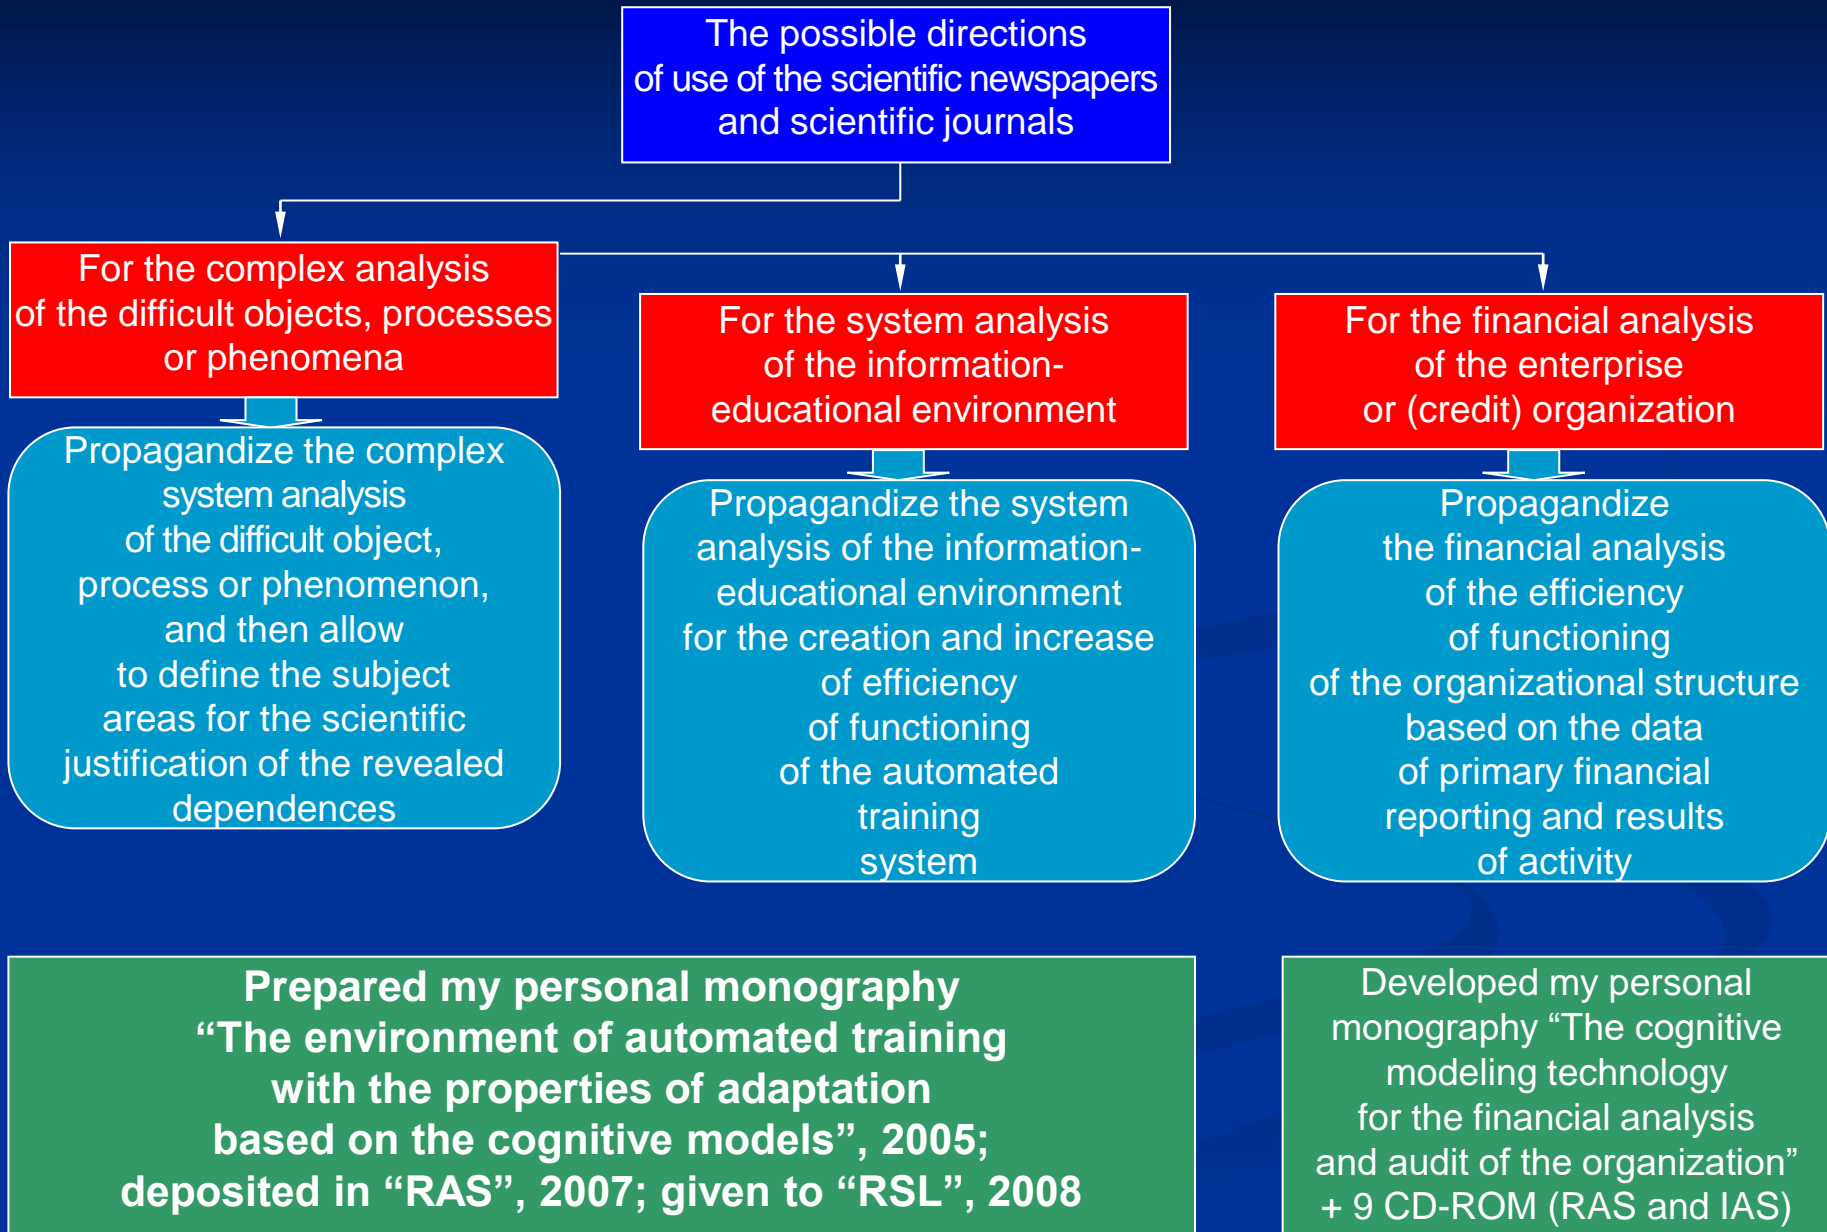 The possible directions
of use of the scientific newspapers
and scientific journals
For the complex analysis
of the difficult objects, processes
or phenomena
For the system analysis
of the information-
educational environment
For the financial analysis
of the enterprise
or (credit) organization
Propagandize the complex
system analysis
of the difficult object,
process or phenomenon,
and then allow
to define the subject
areas for the scientific
justification of the revealed
dependences
Propagandize the system
analysis of the information-
educational environment
for the creation and increase
of efficiency
of functioning
of the automated
training
system
Propagandize
the financial analysis
of the efficiency
of functioning
of the organizational structure
based on the data
of primary financial
reporting and results
of activity
Prepared my personal monography
“The environment of automated training
with the properties of adaptation
based on the cognitive models”, 2005;
deposited in “RAS”, 2007; given to “RSL”, 2008
Developed my personal
monography “The cognitive
modeling technology
for the financial analysis
and audit of the organization”
+ 9 CD-ROM (RAS and IAS)